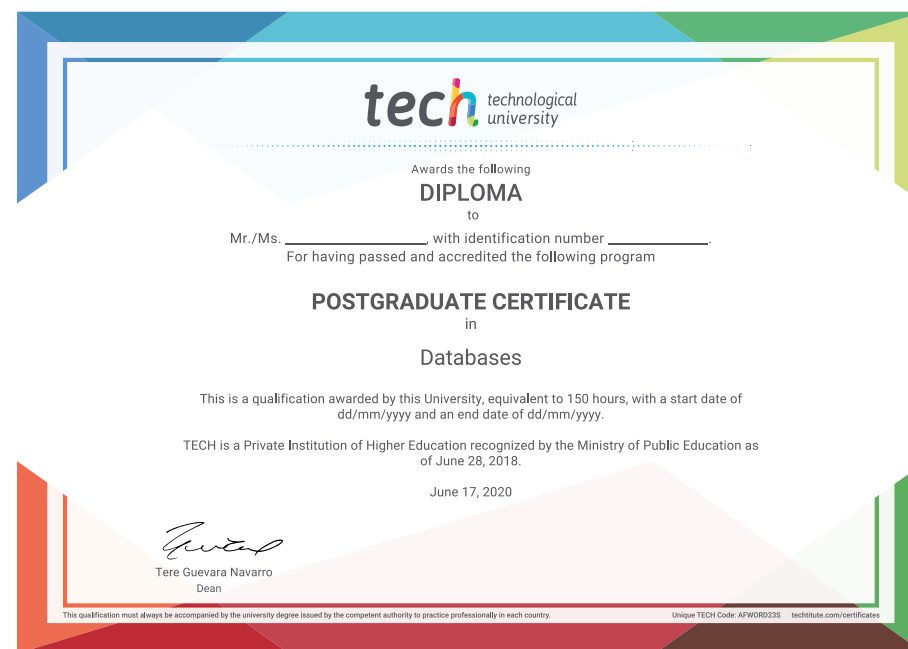 tech technological
university
Awards the following
DIPLOMA
to
Mr./Ms. ________________, with identification number ____________.
For having passed and accredited the following program
POSTGRADUATE CERTIFICATE
in
Databases
This is a qualification awarded by this University, equivalent to 150 hours, with a start date of
dd/mm/yyyy and an end date of dd/mm/yyyy.
TECH is a Private Institution of Higher Education recognized by the Ministry of Public Education as
of June 28, 2018.
June 17, 2020
Tere Guevara Navarro
Dean
This qualification must always be accompanied by the university degree issued by the competent authority to practice professionally in each country. Unique TECH Code: AFWORD23S techtitute.com/certificates